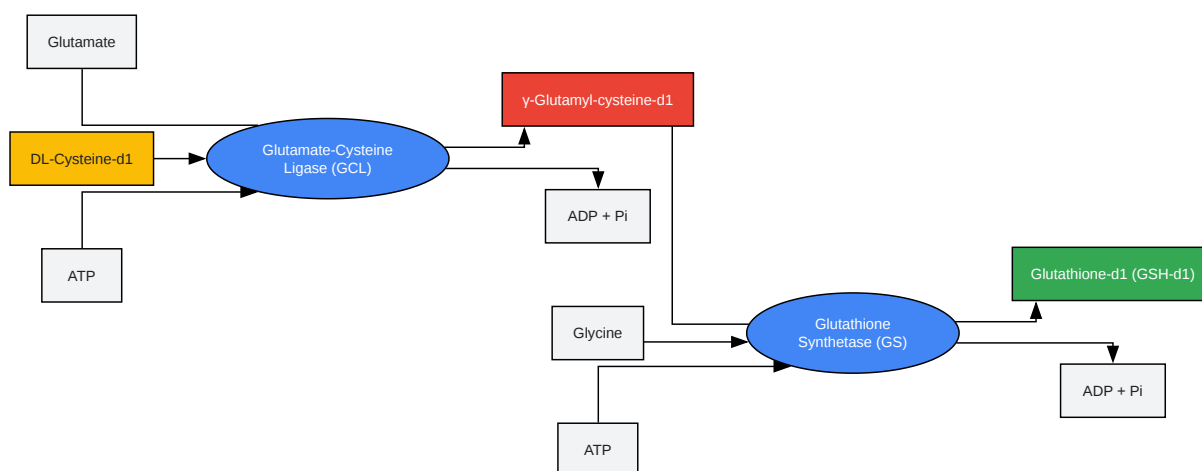 Glutamate
γ-Glutamyl-cysteine-d1
DL-Cysteine-d1
Glutamate-Cysteine
Ligase (GCL)
ADP + Pi
ATP
Glutathione-d1 (GSH-d1)
Glycine
Glutathione
Synthetase (GS)
ADP + Pi
ATP